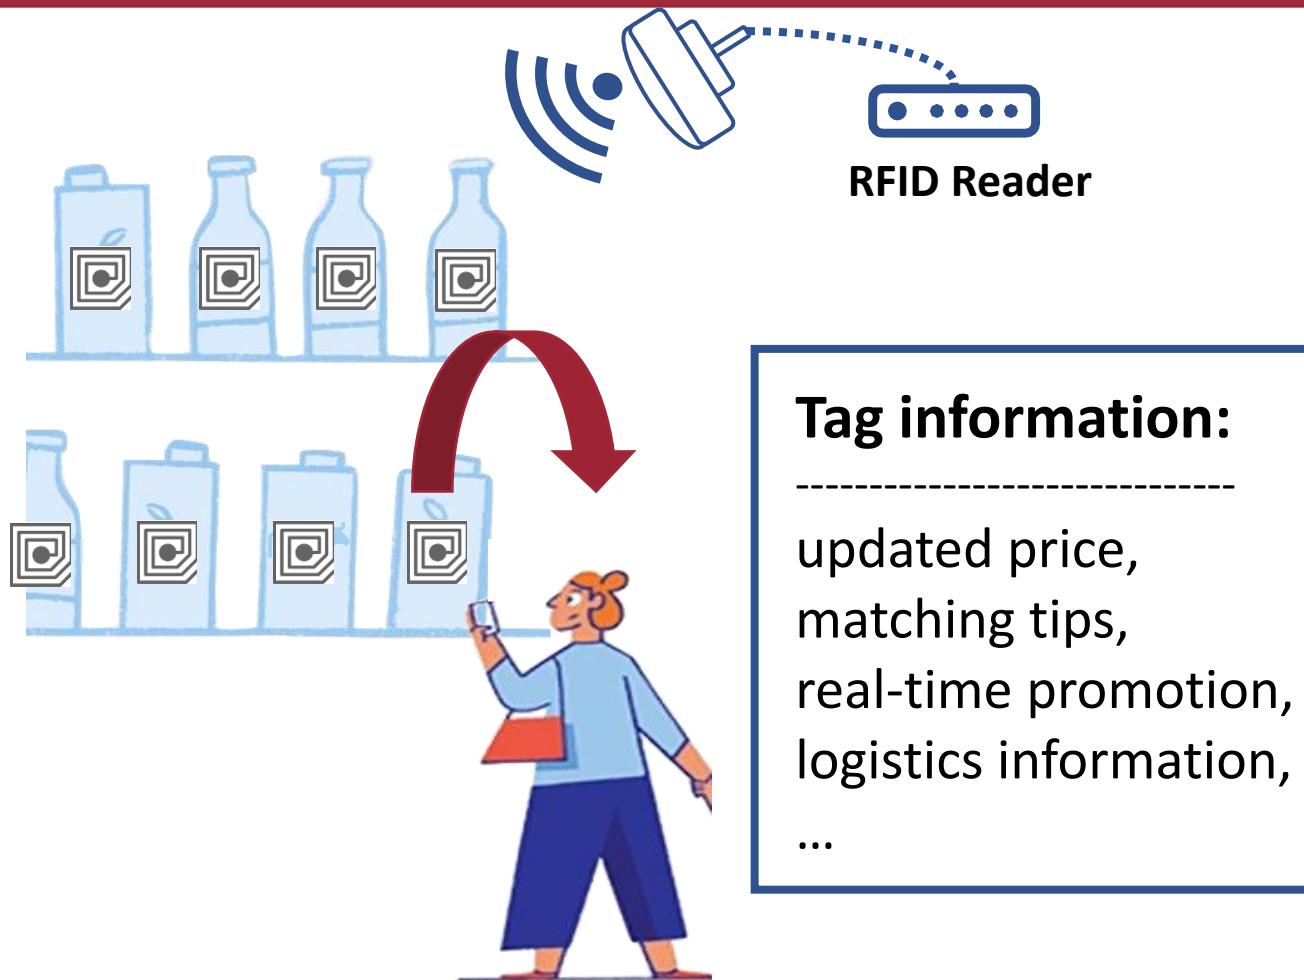 RFID Reader
Tag information:
------------------------------
updated price,
matching tips,
real-time promotion,
logistics information,
...